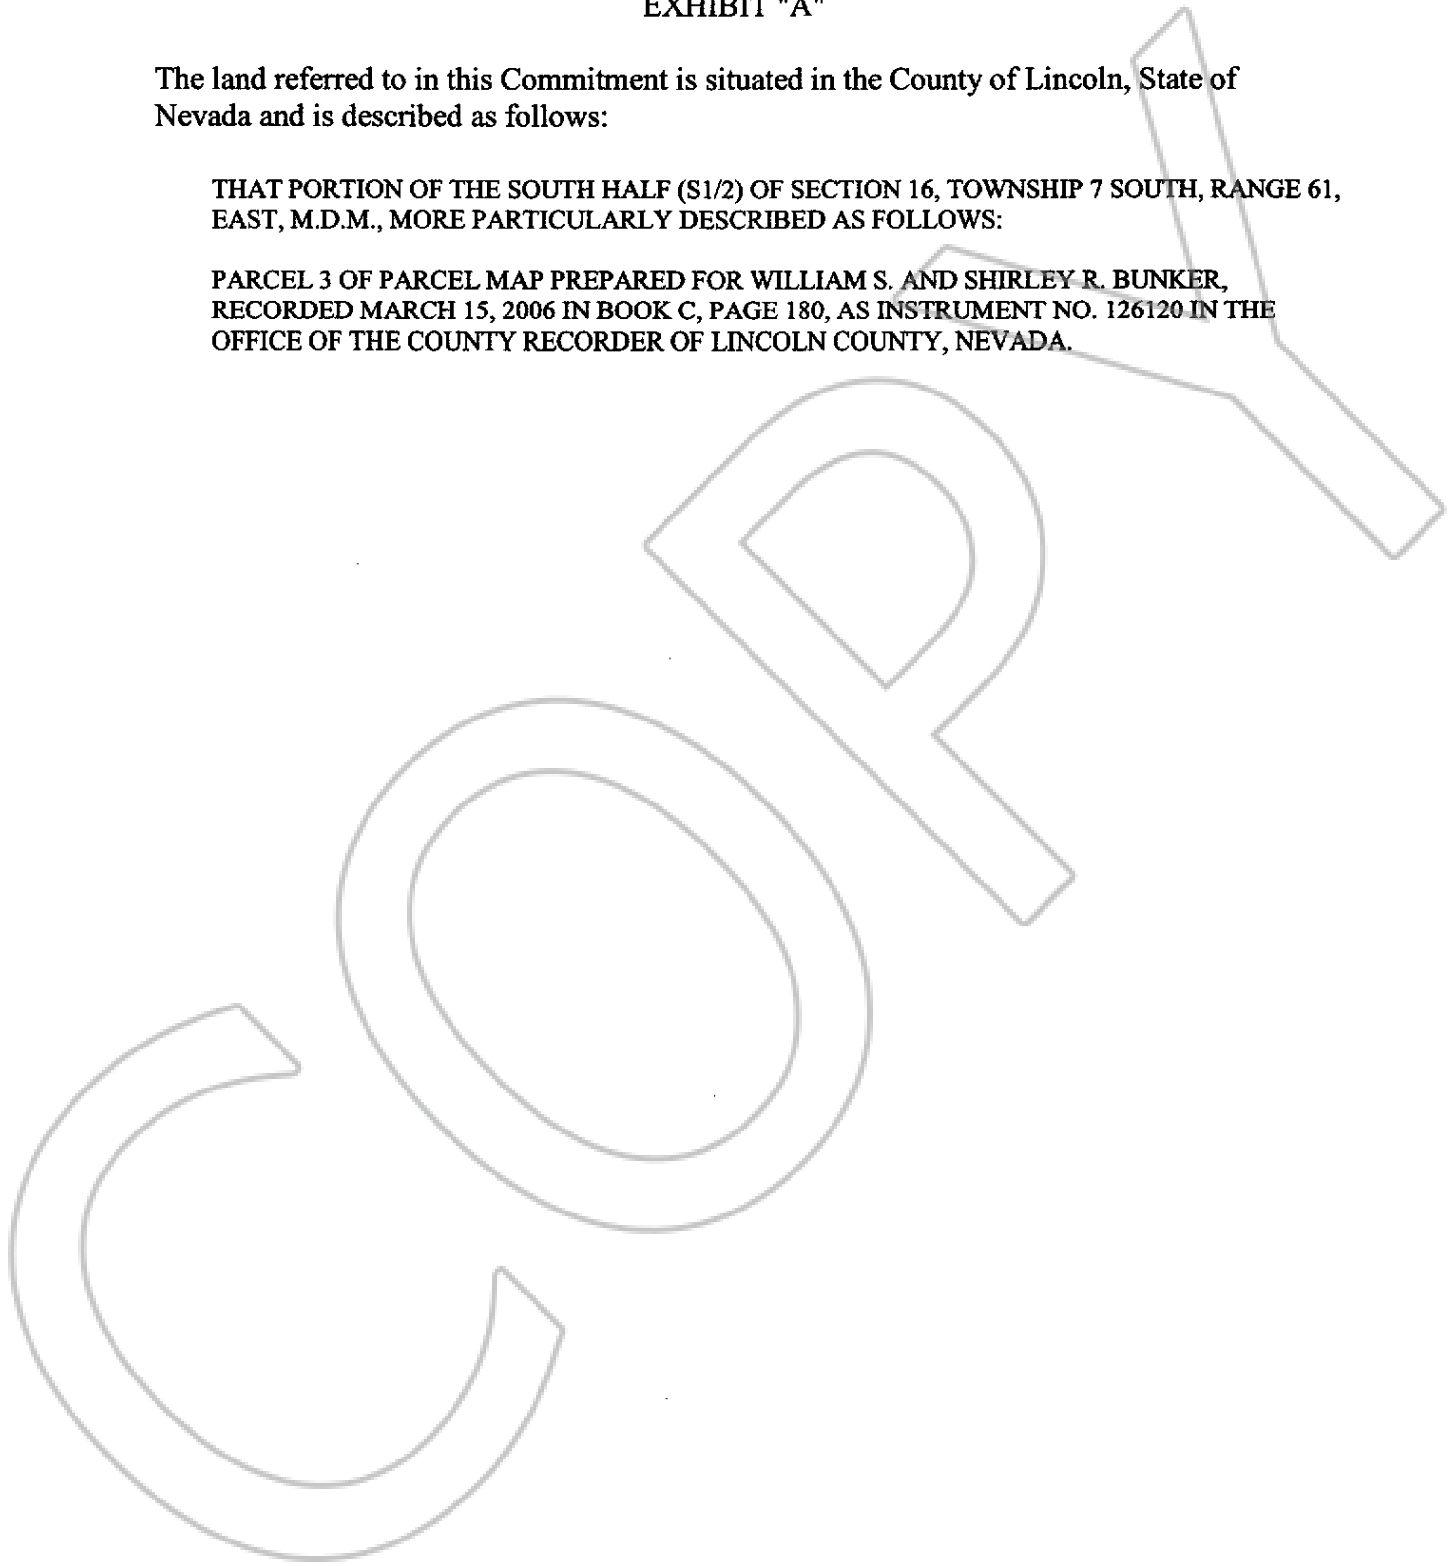 EXHIBIT "A"
The land referred to in this Commitment is situated in the County of Lincoln, State of
Nevada and is described as follows:
THAT PORTION OF THE SOUTH HALF (S1/2) OF SECTION 16, TOWNSHIP 7 SOUTH, RANGE 61,
EAST, M.D.M., MORE PARTICULARLY DESCRIBED AS FOLLOWS:
PARCEL 3 OF PARCEL MAP PREPARED FOR WILLIAM S. AND SHIRLEY R. BUNKER,
RECORDED MARCH 15, 2006 IN BOOK C, PAGE 180, AS INSTRUMENT NO. 126120 IN THE
OFFICE OF THE COUNTY RECORDER OF LINCOLN COUNTY, NEVADA.
COPY